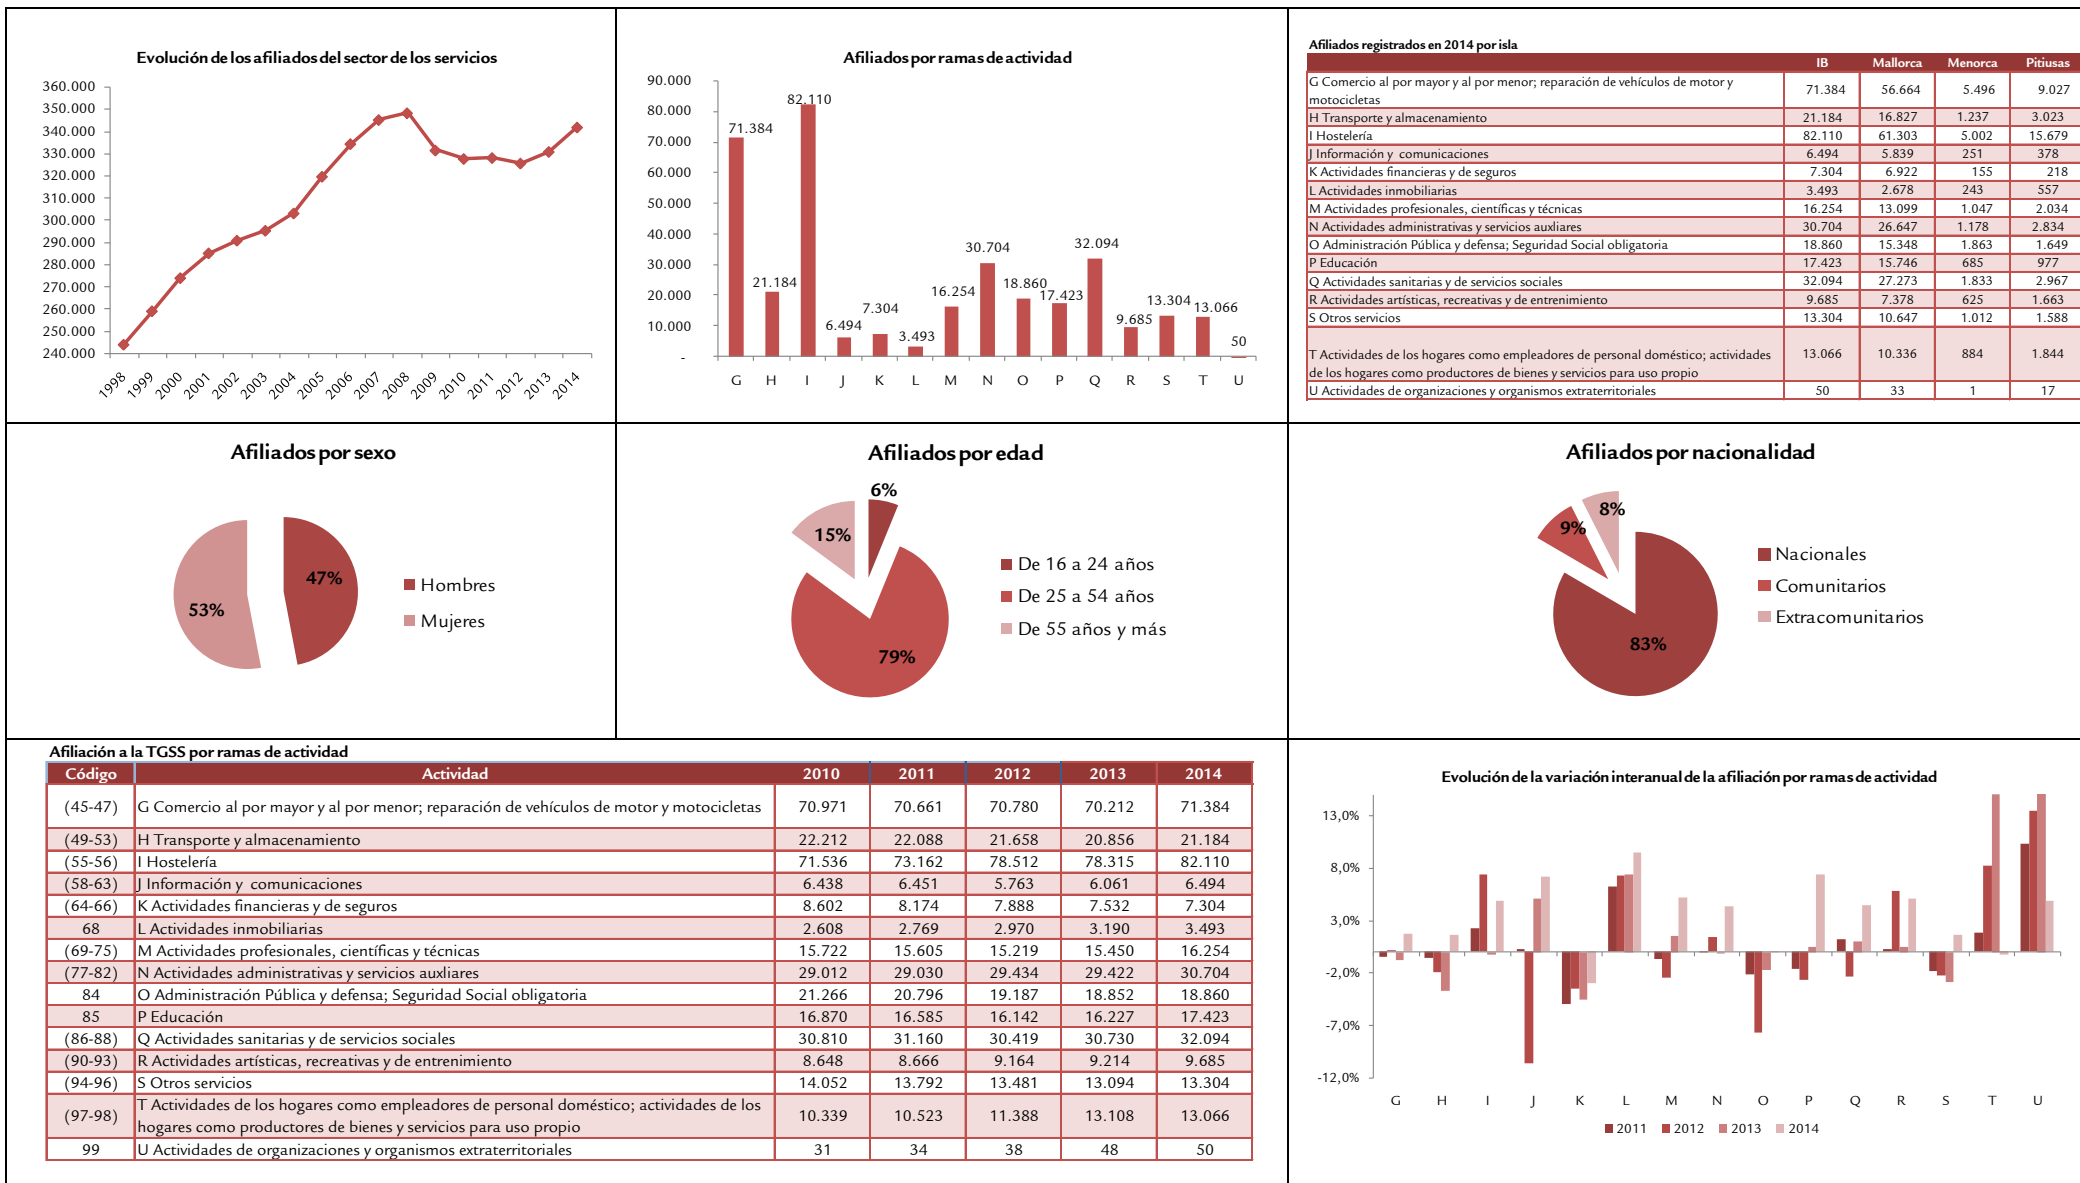 Evolución de los afiliados del sector de los servicios
360.000
350.000
340.000
330.000
320.000
310.000
300.000
290.000
280.000
270.000
260.000
250.000
240.000
1998 1999 2000 2001 2002 2003 2004 2005 2006 2007 2008 2009 2010 2011 2012 2013 2014
Afiliados por ramas de actividad
90.000
80.000
70.000
60.000
50.000
40.000
30.000
20.000
10.000
-
71.384 21.184 82.110 6.494 7.304 3.493 16.254 30.704 18.860 17.423 32.094 9.685 13.304 13.066 50
G H I J K L M N O P Q R S T U
Afiliados registrados en 2014 por isla
IB Mallorca Menorca Pitiusas
G Comercio al por mayor y al por menor; reparación de vehículos de motor y
motocicletas 71.384 56.664 5.496 9.027
H Transporte y almacenamiento 21.184 16.827 1.237 3.023
I Hostelería 82.110 61.303 5.002 15.679
J Información y comunicaciones 6.494 5.839 251 378
K Actividades financieras y de seguros 7.304 6.922 155 218
L Actividades inmobiliarias 3.493 2.678 243 557
M Actividades profesionales, científicas y técnicas 16.254 13.099 1.047 2.034
N Actividades administrativas y servicios auxliares 30.704 26.647 1.178 2.834
O Administración Pública y defensa; Seguridad Social obligatoria 18.860 15.348 1.863 1.649
P Educación 17.423 15.746 685 977
Q Actividades sanitarias y de servicios sociales 32.094 27.273 1.833 2.967
R Actividades artísticas, recreativas y de entrenimiento 9.685 7.378 625 1.663
S Otros servicios 13.304 10.647 1.012 1.588
T Actividades de los hogares como empleadores de personal doméstico; actividades
de los hogares como productores de bienes y servicios para uso propio 13.066 10.336 884 1.844
U Actividades de organizaciones y organismos extraterritoriales 50 33 1 17
Afiliados por sexo
47%
53%
Hombres
Mujeres
Afiliados por edad
6%
15%
79%
De 16 a 24 años
De 25 a 54 años
De 55 años y más
Afiliados por nacionalidad
8%
9%
83%
Nacionales
Comunitarios
Extracomunitarios
Afiliación a la TGSS por ramas de actividad
Código Actividad 2010 2011 2012 2013 2014
(45-47) G Comercio al por mayor y al por menor; reparación de vehículos de motor y motocicletas 70.971 70.661 70.780 70.212 71.384
(49-53) H Transporte y almacenamiento 22.212 22.088 21.658 20.856 21.184
(55-56) I Hostelería 71.536 73.162 78.512 78.315 82.110
(58-63) J Información y comunicaciones 6.438 6.451 5.763 6.061 6.494
(64-66) K Actividades financieras y de seguros 8.602 8.174 7.888 7.532 7.304
68 L Actividades inmobiliarias 2.608 2.769 2.970 3.190 3.493
(69-75) M Actividades profesionales, científicas y técnicas 15.722 15.605 15.219 15.450 16.254
(77-82) N Actividades administrativas y servicios auxliares 29.012 29.030 29.434 29.422 30.704
84 O Administración Pública y defensa; Seguridad Social obligatoria 21.266 20.796 19.187 18.852 18.860
85 P Educación 16.870 16.585 16.142 16.227 17.423
(86-88) Q Actividades sanitarias y de servicios sociales 30.810 31.160 30.419 30.730 32.094
(90-93) R Actividades artísticas, recreativas y de entrenimiento 8.648 8.666 9.164 9.214 9.685
(94-96) S Otros servicios 14.052 13.792 13.481 13.094 13.304
(97-98) T Actividades de los hogares como empleadores de personal doméstico; actividades de los
hogares como productores de bienes y servicios para uso propio 10.339 10.523 11.388 13.108 13.066
99 U Actividades de organizaciones y organismos extraterritoriales 31 34 38 48 50
Evolución de la variación interanual de la afiliación por ramas de actividad
13,0%
8,0%
3,0%
-2,0%
-7,0%
-12,0%
G H I J K L M N O P Q R S T U
2011 2012 2013 2014